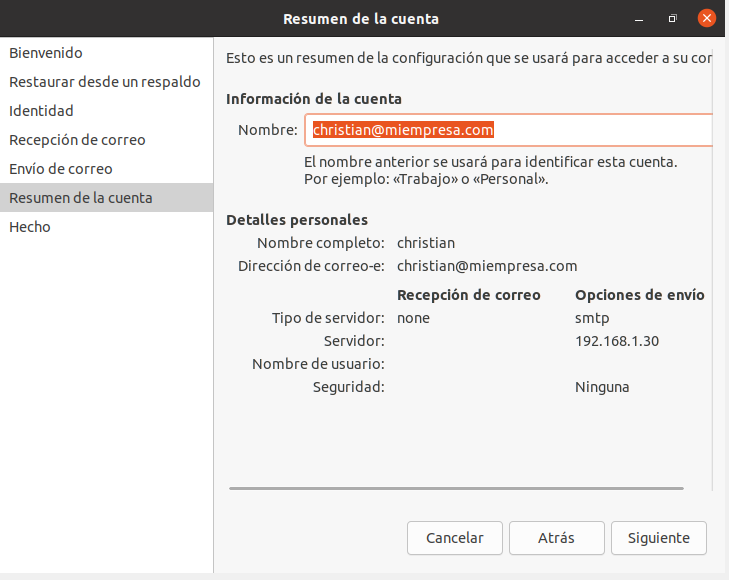 Resumen de la cuenta
Bienvenido
Restaurar desde un respaldo
Identidad
Recepción de correo
Envío de correo
Resumen de la cuenta
Hecho
Esto es un resumen de la configuración que se usará para acceder a su cor
Información de la cuenta
Nombre: christian@miempresa.com
El nombre anterior se usará para identificar esta cuenta.
Por ejemplo: «Trabajo» o «Personal».
Detalles personales
Nombre completo: christian
Dirección de correo-e: christian@miempresa.com
Recepción de correo Opciones de envío
Tipo de servidor: none smtp
Servidor: 192.168.1.30
Nombre de usuario:
Seguridad: Ninguna
Cancelar Atrás Siguiente